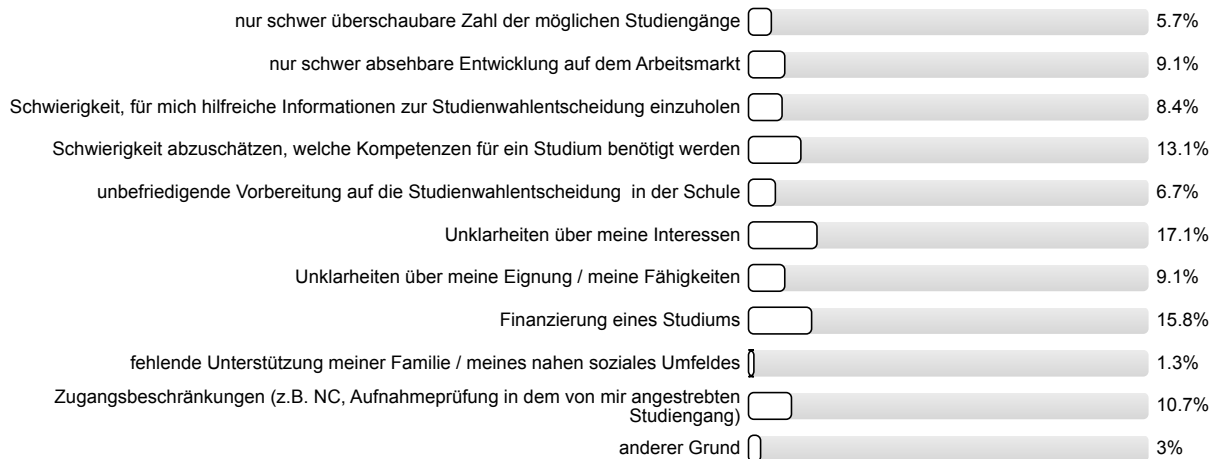 nur schwer überschaubare Zahl der möglichen Studiengänge 5.7%
nur schwer absehbare Entwicklung auf dem Arbeitsmarkt 9.1%
Schwierigkeit, für mich hilfreiche Informationen zur Studienwahlentscheidung einzuholen 8.4%
Schwierigkeit abzuschätzen, welche Kompetenzen für ein Studium benötigt werden 13.1%
unbefriedigende Vorbereitung auf die Studienwahlentscheidung in der Schule 6.7%
Unklarheiten über meine Interessen 17.1%
Unklarheiten über meine Eignung / meine Fähigkeiten 9.1%
Finanzierung eines Studiums 15.8%
fehlende Unterstützung meiner Familie / meines nahen soziales Umfeldes 1.3%
Zugangsbeschränkungen (z.B. NC, Aufnahmeprüfung in dem von mir angestrebten
Studiengang) 10.7%
anderer Grund 3%